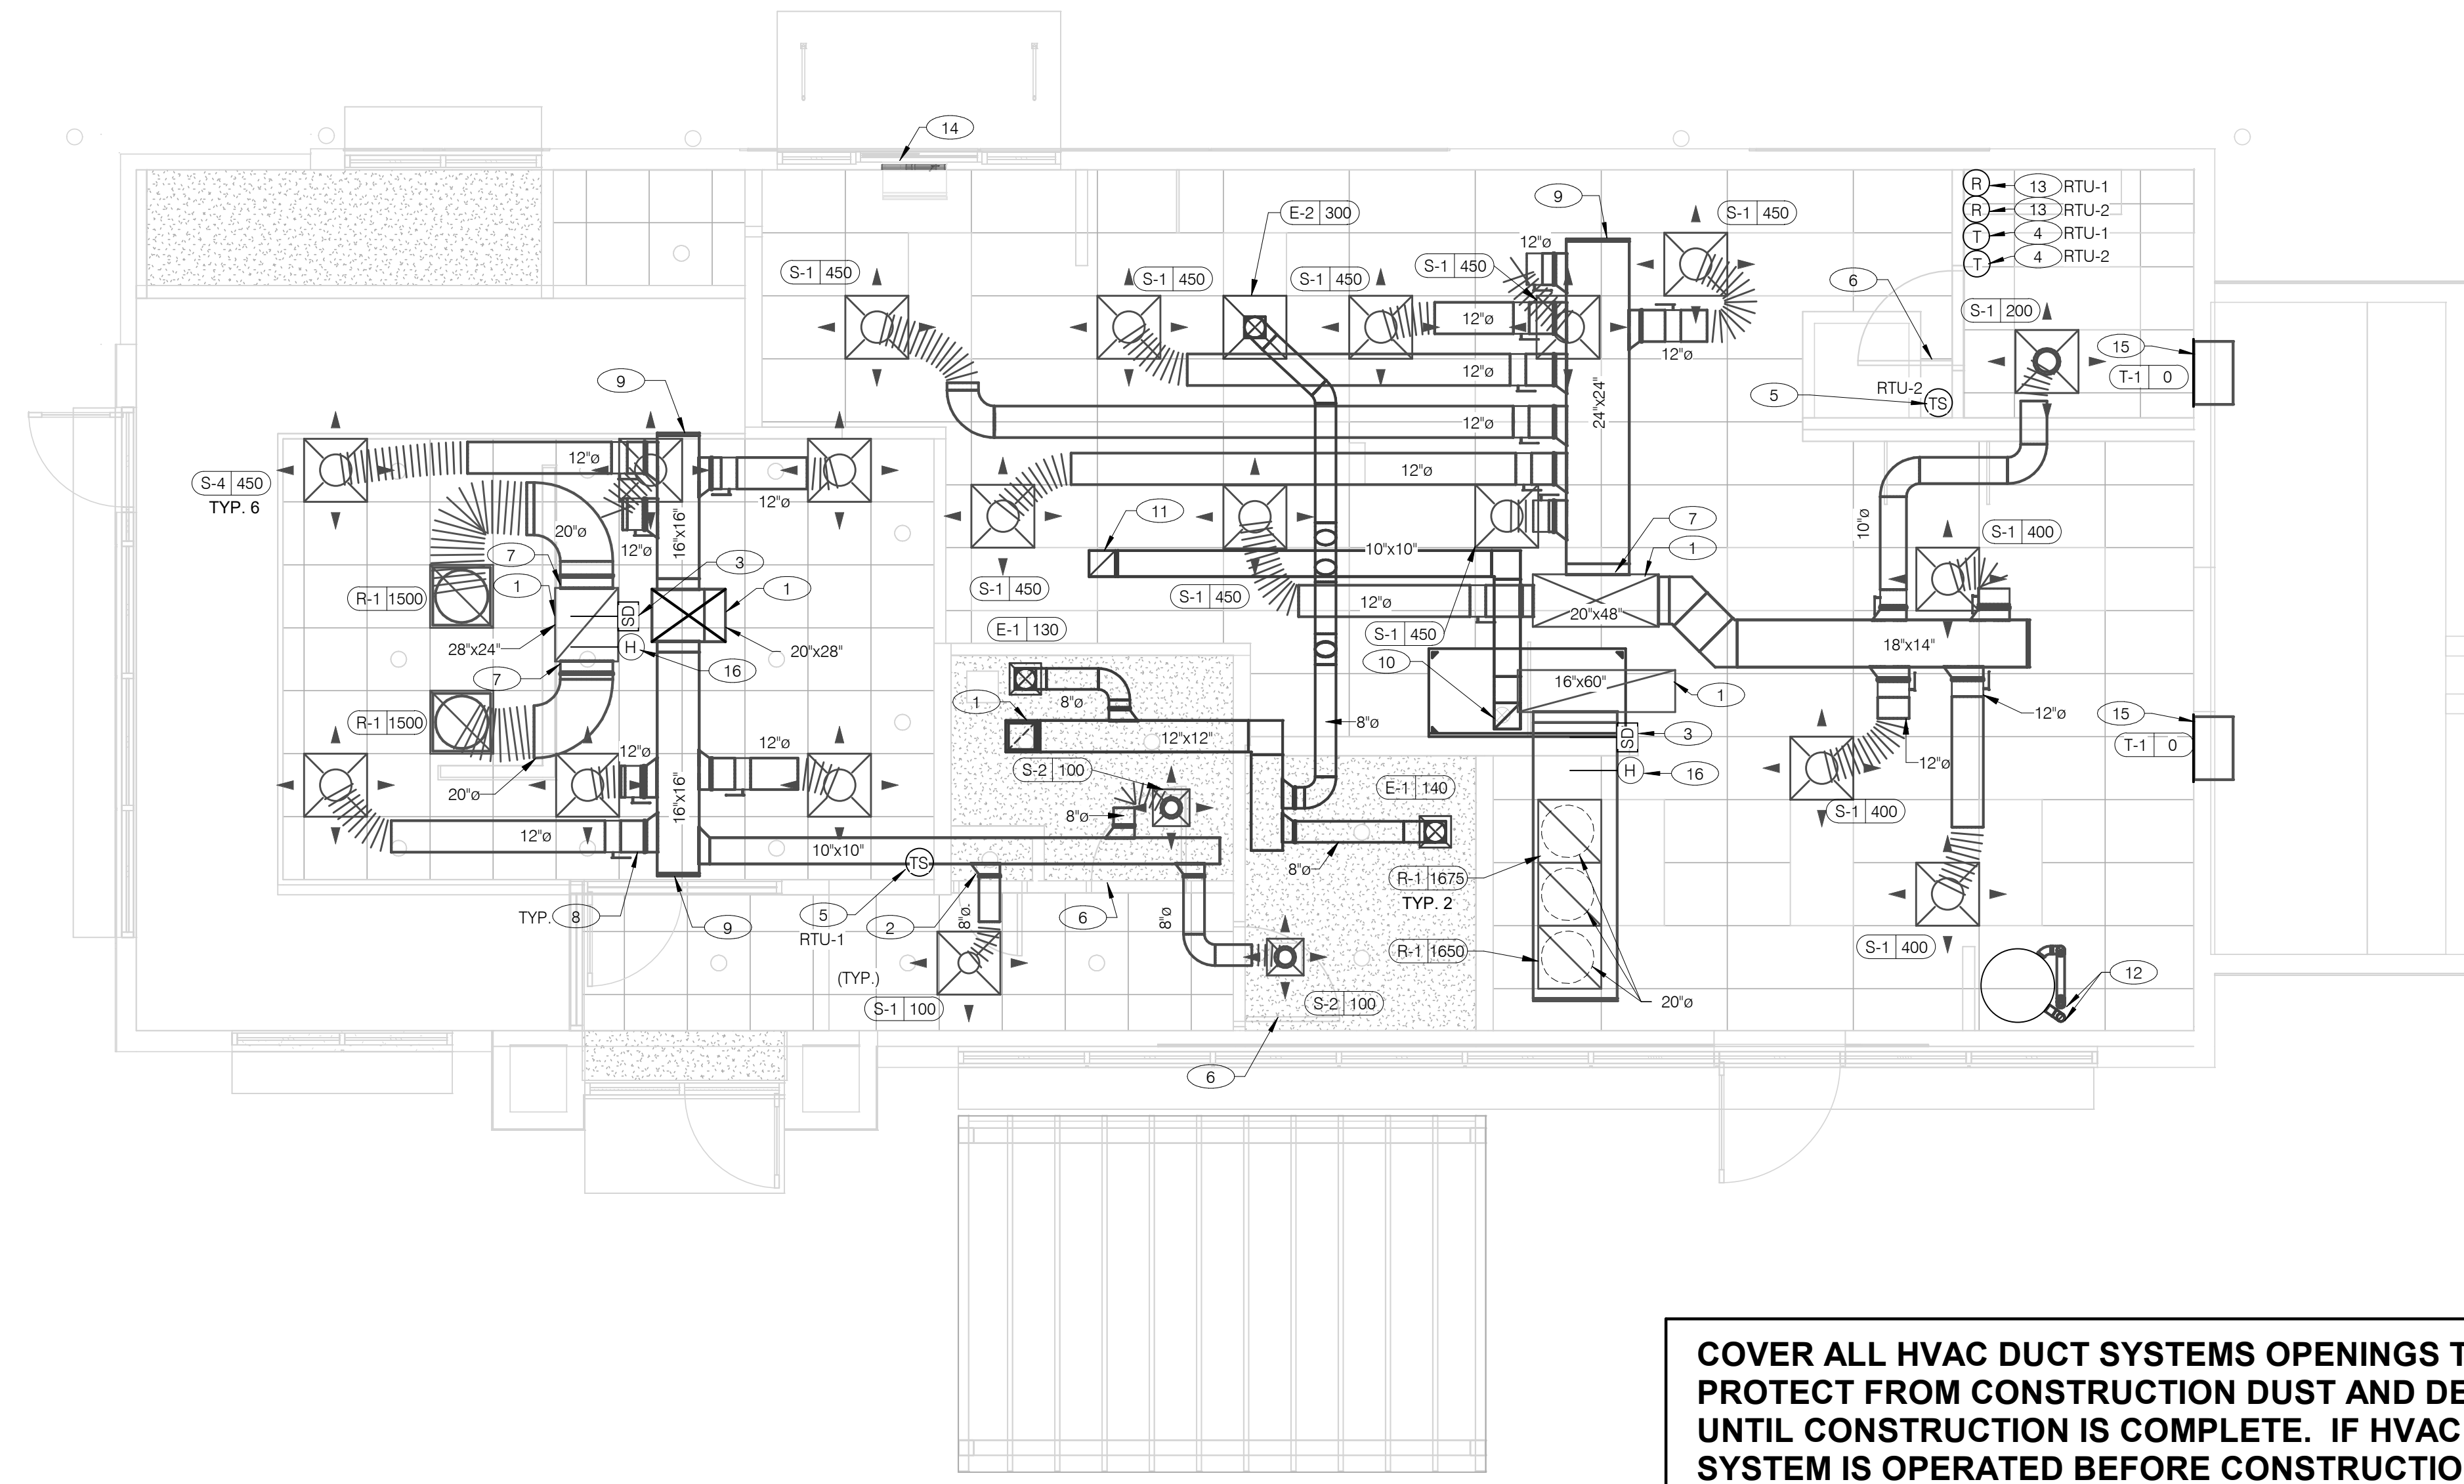 14
9
E-2 300
S-1 450
13 RTU-1
R
13 RTU-2
R
4 RTU-1
T
4 RTU-2
T
12"ø
S-1 450
S-1 450
S-1 450
S-1 450
6
S-1 200
12"ø
12"ø
15
T-1 0
9
12"ø
24"x24"
RTU-2
5
TS
12"ø
12"ø
12"ø
12"ø
S-4 450
TYP. 6
12"ø
16"x16"
20"ø
12"ø
11
7
10"ø
S-1 400
7
10"x10"
1
3
1
1
S-1 450
S-1 450
R-1 1500
SD
12"ø
20"x48"
E-1 130
S-1 450
28"x24"
H
20"x28"
18"x14"
10
16
7
16"x60"
1
8"ø
1
R-1 1500
8"ø
12"ø
15
12"x12"
SD
3
T-1 0
12"ø
12"ø
S-2 100
H
16
12"ø
20"ø
16"x16"
E-1 140
8"ø
S-1 400
12"ø
10"x10"
TS
8"ø
R-1 1675
TYP. 2
TYP. 8
9
5
RTU-1
2
8"ø
6
8"ø
R-1 1650
S-1 400
12
(TYP.)
S-1 100
S-2 100
20"ø
6
COVER ALL HVAC DUCT SYSTEMS OPENINGS
PROTECT FROM CONSTRUCTION DUST AND
UNTIL CONSTRUCTION IS COMPLETE. IF HVAC
SYSTEM IS OPERATED BEFORE